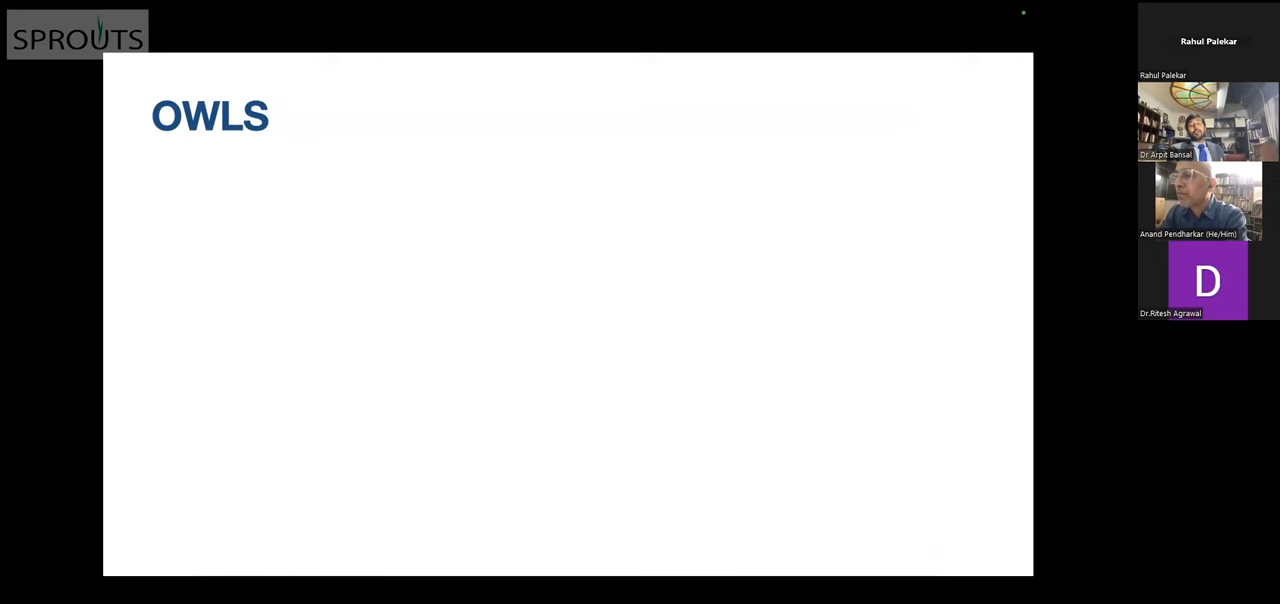 SPROUTS
OWLS
Rahul Palekar
Rahul Palekar
Dr Arpit Bansal
Anand Pendharkar (He/Him)
D
Dr.Ritesh Agrawal